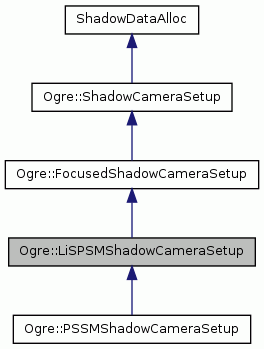 ShadowDataAlloc
Ogre::ShadowCameraSetup
Ogre::FocusedShadowCameraSetup
Ogre::LiSPSMShadowCameraSetup
Ogre::PSSMShadowCameraSetup